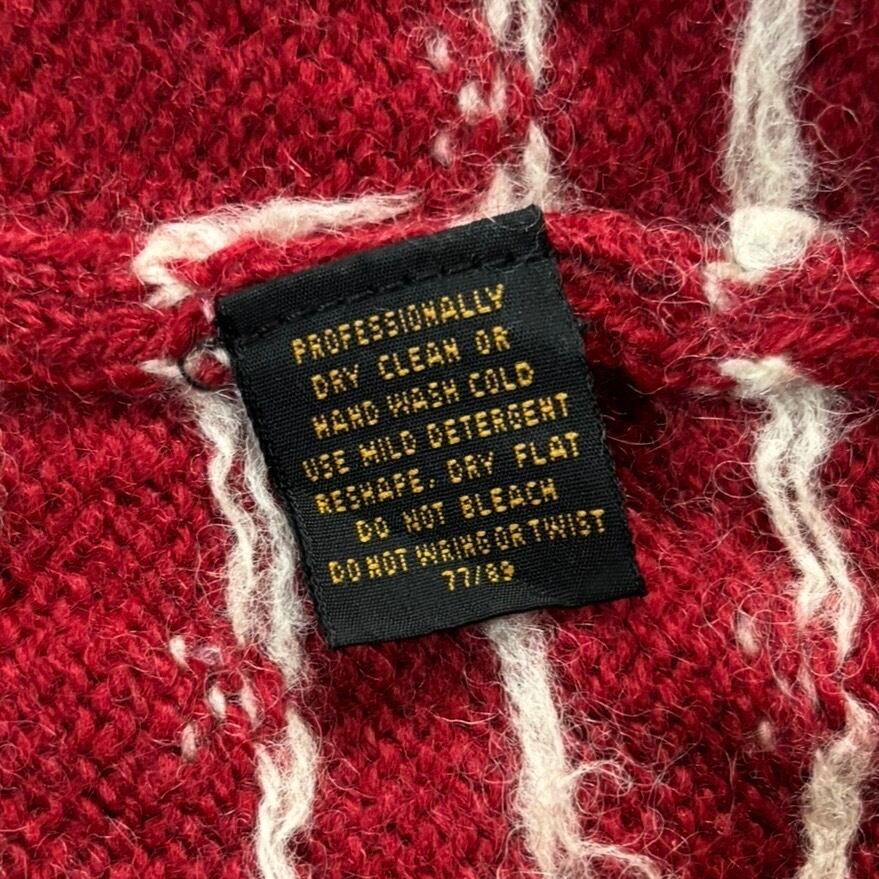 PROFESSIONALLY
DRY CLEAN OR
HAND WASH COLD
USE MILD DETERGENT
RESHAPE, DRY FLAT
DO NOT BLEACH
DO NOT WRING OR TWIST
77/69